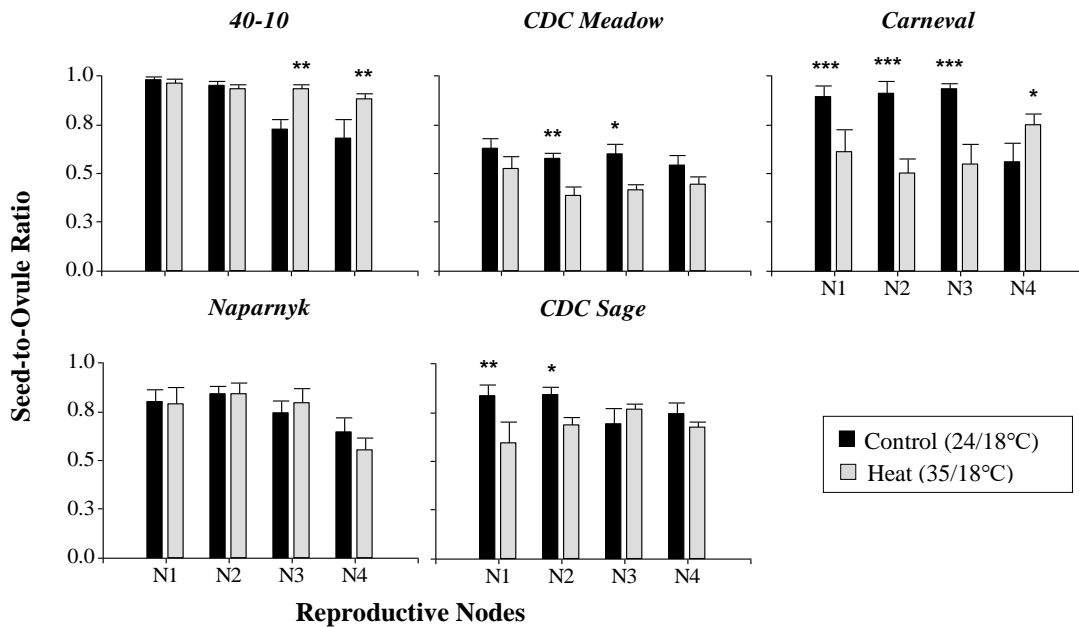 40-10
CDC Meadow
Carneval
** **
** *
*** *** *** *
1.0
0.8
0.5
0.3
0.0
N1 N2 N3 N4
Naparnyk
CDC Sage
** *
1.0
0.8
0.5
0.3
0.0
N1 N2 N3 N4
N1 N2 N3 N4
Seed-to-Ovule Ratio
Reproductive Nodes
Control (24/18°C)
Heat (35/18°C)